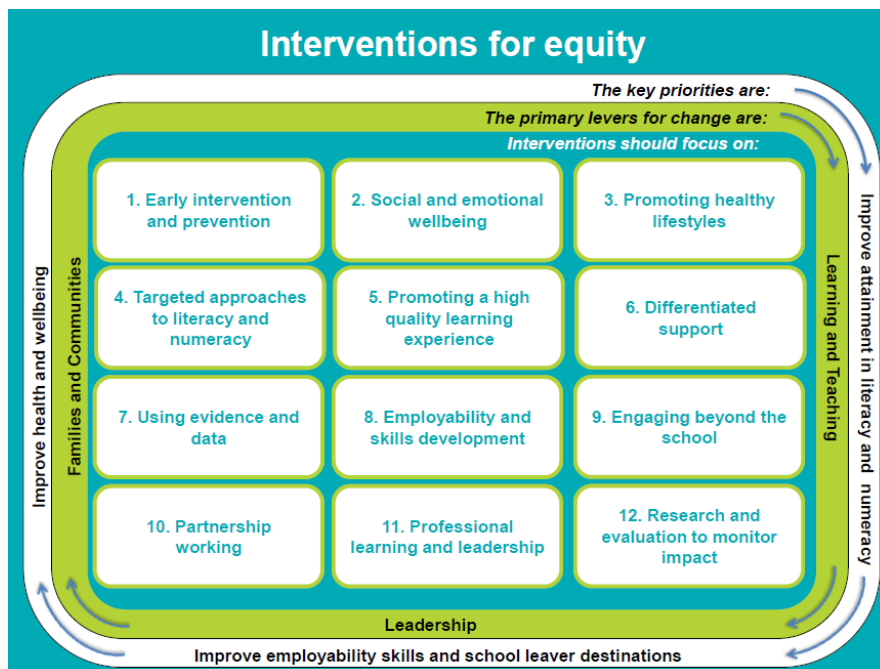 Interventions for equity
The key priorities are:
The primary levers for change are:
Interventions should focus on:
1. Early intervention
and prevention
2. Social and emotional
wellbeing
3. Promoting healthy
lifestyles
4. Targeted approaches
to literacy and
numeracy
5. Promoting a high
quality learning
experience
6. Differentiated
support
7. Using evidence and
data
8. Employability and
skills development
9. Engaging beyond the
school
10. Partnership
working
11. Professional
learning and leadership
12. Research and
evaluation to monitor
impact
Learning and Teaching
Leadership
Families and Communities
Improve attainment in literacy and numeracy
Improve employability skills and school leaver destinations
Improve health and wellbeing